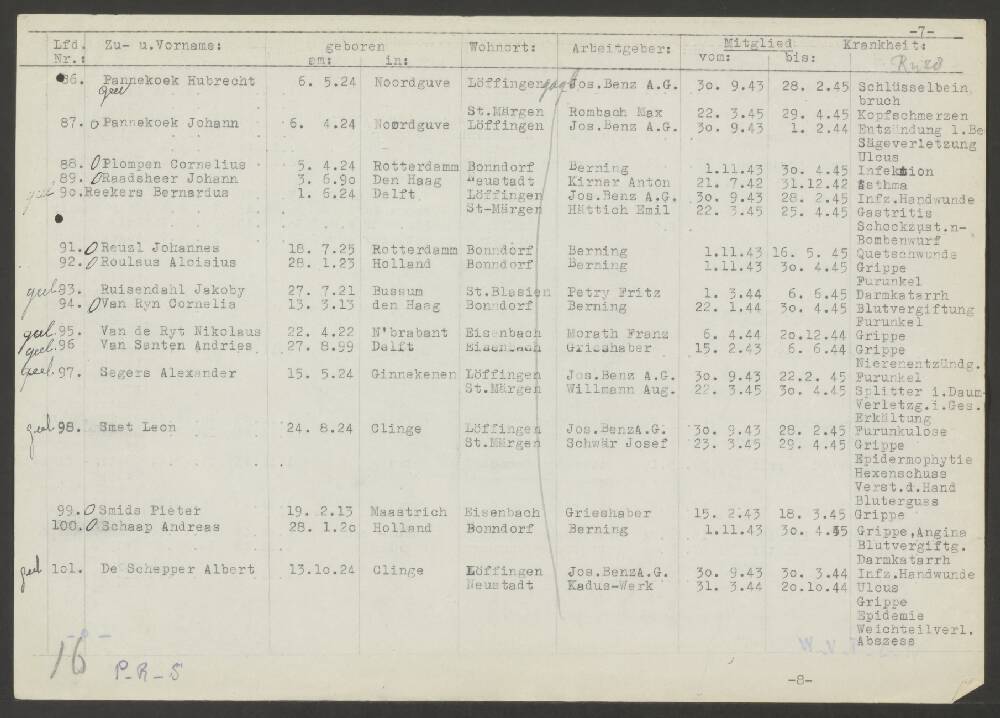 -7-
Lfd. Nr.: Zu- u.Vorname: geboren am: in: Wohnort: Arbeitgeber: Mitglied vom: bis: Krankheit:
86. Pannekoek Hubrecht 6. 5.24 Noordguve Löffingen Jos.Benz A.G. 30. 9.43 28. 2.45 Schlüsselbein
geel bruch
St.Märgen Rombach Max 22. 3.45 29. 4.45 Kopfschmerzen
87. O Pannekoek Johann 6. 4.24 Noordguve Löffingen Jos.Benz A.G. 30. 9.43 1. 2.44 Entzündung l.Be
Sägeverletzung
Ulcus
88. O Plompen Cornelius 5. 4.24 Rotterdamm Bonndorf Berning 1.11.43 30. 4.45 Infektion
89. O Raadsheer Johann 3. 6.90 Den Haag Neustadt Kirner Anton 21. 7.42 31.12.42 Asthma
geel 90. Reekers Bernardus 1. 6.24 Delft Löffingen Jos.Benz A.G. 30. 9.43 28. 2.45 Infz.Handwunde
St-Märgen Hättich Emil 22. 3.45 25. 4.45 Gastritis
Schockzust.n-
Bombenwurf
91. O Reuzl Johannes 18. 7.25 Rotterdamm Bonndorf Berning 1.11.43 16. 5. 45 Quetschwunde
92. O Roulaus Aloisius 28. 1.23 Holland Bonndorf Berning 1.11.43 30. 4.45 Grippe
Furunkel
geel 93. Ruisendahl Jakoby 27. 7.21 Bussum St.Blasien Petry Fritz 1. 3.44 6. 6.45 Darmkatarrh
94. O Van Ryn Cornelis 13. 3.13 den Haag Bonndorf Berning 22. 1.44 30. 4.45 Blutvergiftung
Furunkel
geel 95. Van de Ryt Nikolaus 22. 4.22 N'brabant Eisenbach Morath Franz 6. 4.44 20.12.44 Grippe
geel 96 Van Santen Andries 27. 8.99 Delft Eisenbach Grieshaber 15. 2.43 6. 6.44 Grippe
Nierenentzündg.
geel. 97. Segers Alexander 15. 5.24 Ginnekenen Löffingen Jos.Benz A.G. 30. 9.43 22.2. 45 Furunkel
St.Märgen Willmann Aug. 22. 3.45 30. 4.45 Splitter i.Daum-
Verletzg.i.Ges.
Erkältung
geel 98. Smet Leon 24. 8.24 Clinge Löffingen Jos.BenzA.G. 30. 9.43 28. 2.45 Furunkulose
St.Märgen Schwär Josef 23. 3.45 29. 4.45 Grippe
Epidermophytie
Hexenschuss
Verst.d.Hand
Bluterguss
99. O Smids Pieter 19. 2.13 Maastrich Eisenbach Grieshaber 15. 2.43 18. 3.45 Grippe
100. O Schaap Andreas 28. 1.20 Holland Bonndorf Berning 1.11.43 30. 4.45 Grippe,Angina
Blutvergiftg.
Darmkatarrh
geel 101. De Schepper Albert 13.10.24 Clinge Löffingen Jos.BenzA.G. 30. 9.43 30. 3.44 Infz.Handwunde
Neustadt Kadus-Werk 31. 3.44 20.10.44 Ulcus
Grippe
Epidemie
Weichteilverl.
Abszess
16 P-R-S
-8-